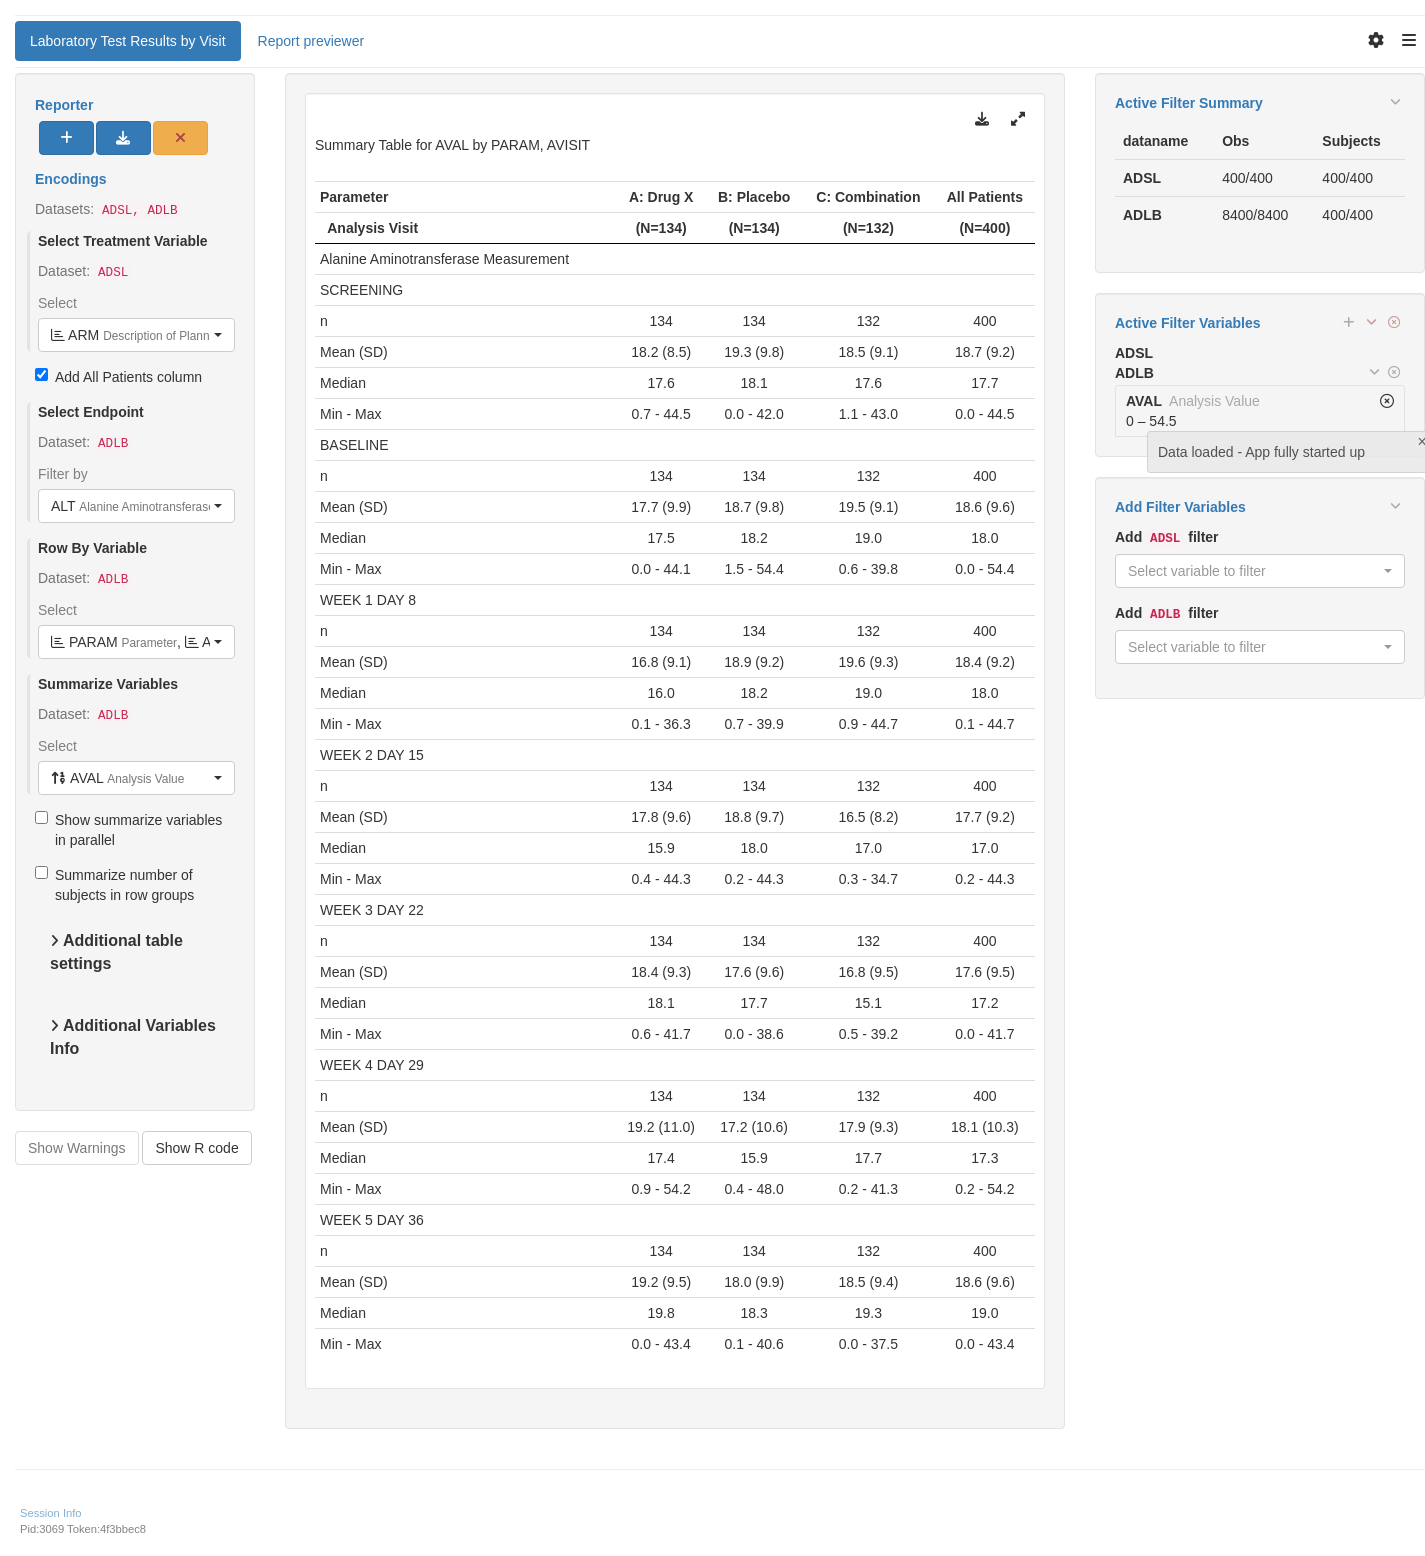 Laboratory Test Results by Visit
Report previewer
Reporter
Encodings
Datasets: ADSL, ADLB
Select Treatment Variable
Dataset: ADSL
Select
ARM Description of Plann
Add All Patients column
Select Endpoint
Dataset: ADLB
Filter by
ALT Alanine Aminotransferase
Row By Variable
Dataset: ADLB
Select
PARAM Parameter, A
Summarize Variables
Dataset: ADLB
Select
AVAL Analysis Value
Show summarize variables
in parallel
Summarize number of
subjects in row groups
Additional table
settings
Additional Variables
Info
Show Warnings Show R code
Summary Table for AVAL by PARAM, AVISIT
Parameter A: Drug X B: Placebo C: Combination All Patients
Analysis Visit (N=134) (N=134) (N=132) (N=400)
Alanine Aminotransferase Measurement
SCREENING
n 134 134 132 400
Mean (SD) 18.2 (8.5) 19.3 (9.8) 18.5 (9.1) 18.7 (9.2)
Median 17.6 18.1 17.6 17.7
Min - Max 0.7 - 44.5 0.0 - 42.0 1.1 - 43.0 0.0 - 44.5
BASELINE
n 134 134 132 400
Mean (SD) 17.7 (9.9) 18.7 (9.8) 19.5 (9.1) 18.6 (9.6)
Median 17.5 18.2 19.0 18.0
Min - Max 0.0 - 44.1 1.5 - 54.4 0.6 - 39.8 0.0 - 54.4
WEEK 1 DAY 8
n 134 134 132 400
Mean (SD) 16.8 (9.1) 18.9 (9.2) 19.6 (9.3) 18.4 (9.2)
Median 16.0 18.2 19.0 18.0
Min - Max 0.1 - 36.3 0.7 - 39.9 0.9 - 44.7 0.1 - 44.7
WEEK 2 DAY 15
n 134 134 132 400
Mean (SD) 17.8 (9.6) 18.8 (9.7) 16.5 (8.2) 17.7 (9.2)
Median 15.9 18.0 17.0 17.0
Min - Max 0.4 - 44.3 0.2 - 44.3 0.3 - 34.7 0.2 - 44.3
WEEK 3 DAY 22
n 134 134 132 400
Mean (SD) 18.4 (9.3) 17.6 (9.6) 16.8 (9.5) 17.6 (9.5)
Median 18.1 17.7 15.1 17.2
Min - Max 0.6 - 41.7 0.0 - 38.6 0.5 - 39.2 0.0 - 41.7
WEEK 4 DAY 29
n 134 134 132 400
Mean (SD) 19.2 (11.0) 17.2 (10.6) 17.9 (9.3) 18.1 (10.3)
Median 17.4 15.9 17.7 17.3
Min - Max 0.9 - 54.2 0.4 - 48.0 0.2 - 41.3 0.2 - 54.2
WEEK 5 DAY 36
n 134 134 132 400
Mean (SD) 19.2 (9.5) 18.0 (9.9) 18.5 (9.4) 18.6 (9.6)
Median 19.8 18.3 19.3 19.0
Min - Max 0.0 - 43.4 0.1 - 40.6 0.0 - 37.5 0.0 - 43.4
Active Filter Summary
dataname Obs Subjects
ADSL 400/400 400/400
ADLB 8400/8400 400/400
Active Filter Variables
ADSL
ADLB
AVAL Analysis Value
0 – 54.5
Data loaded - App fully started up
Add Filter Variables
Add ADSL filter
Select variable to filter
Add ADLB filter
Select variable to filter
Session Info
Pid:3069 Token:4f3bbec8